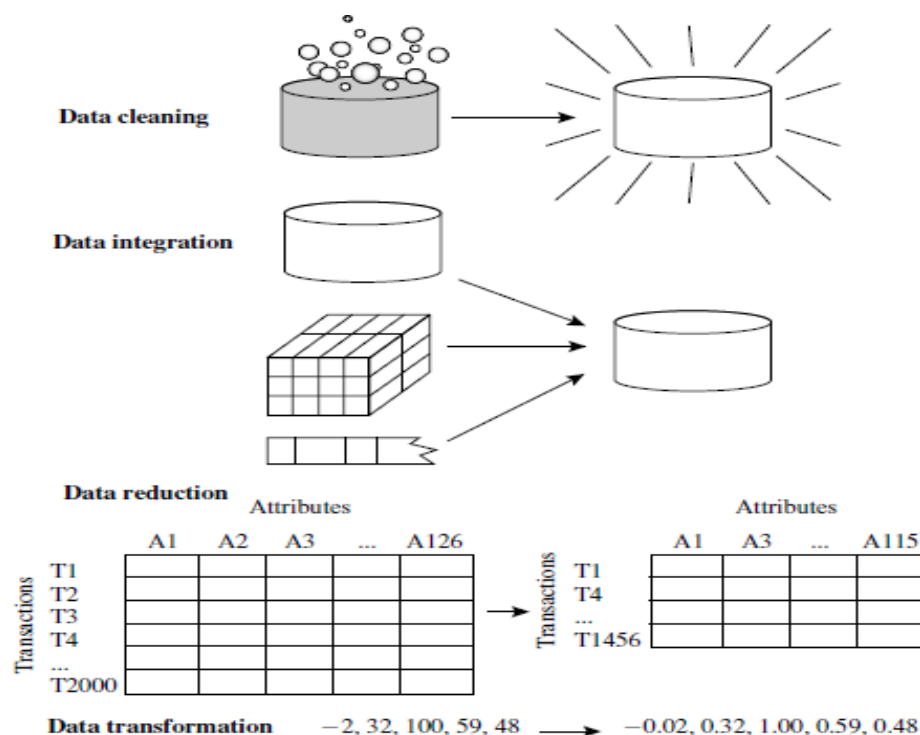 Data cleaning
Data integration
Data reduction
Attributes
A1 A2 A3 ... A126
Transactions
T1
T2
T3
T4
...
T2000
Attributes
A1 A3 ... A115
Transactions
T1
T4
...
T1456
Data transformation −2, 32, 100, 59, 48 −0.02, 0.32, 1.00, 0.59, 0.48